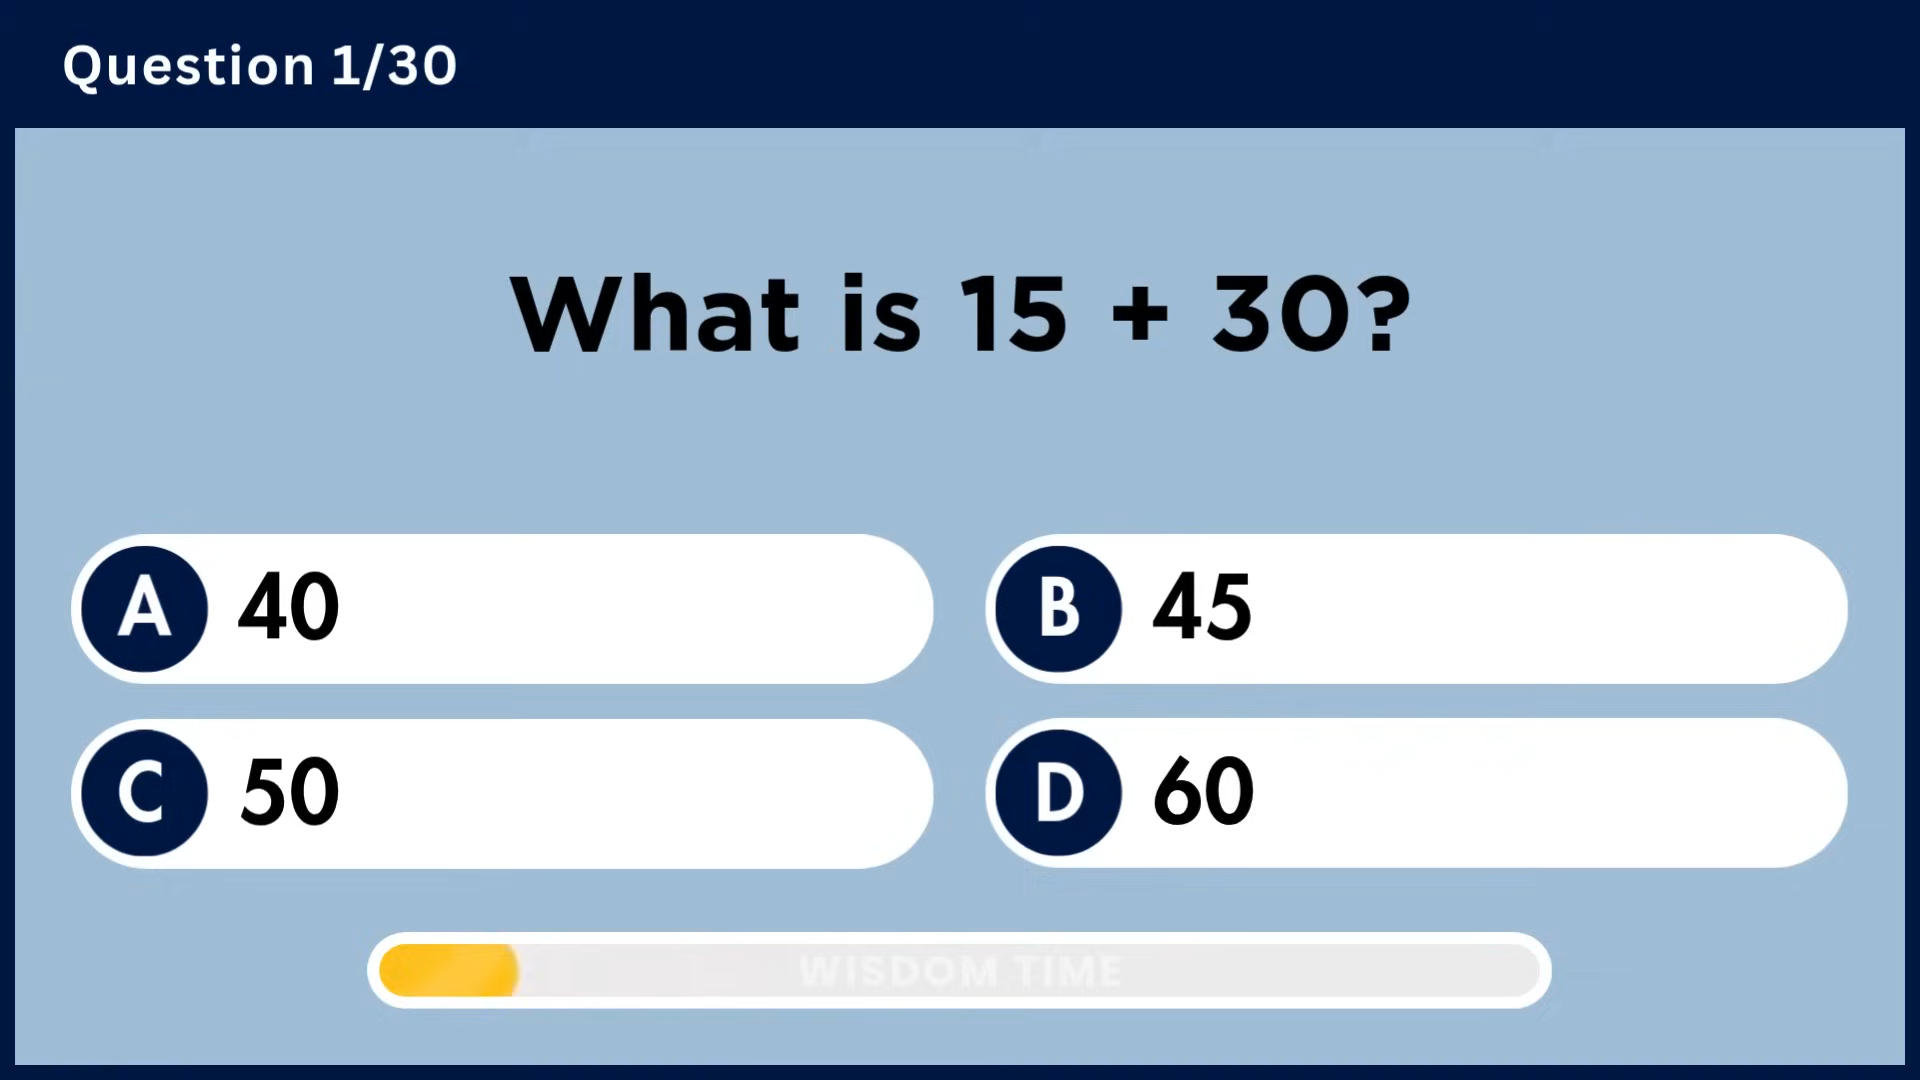 Question 1/30
What is 15 + 30?
A 40
B 45
C 50
D 60
WISDOM TIME